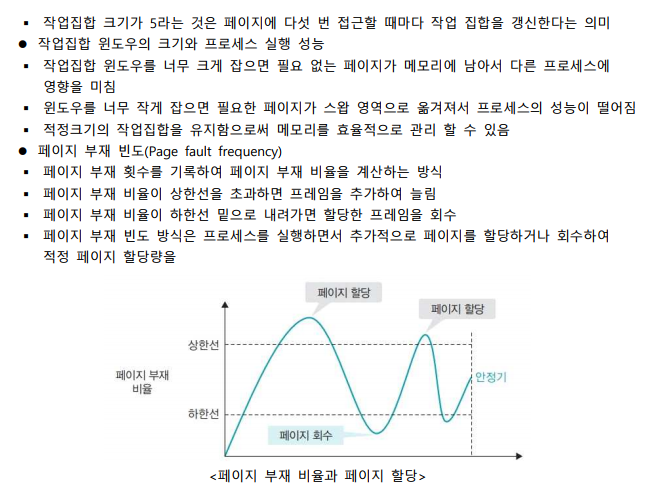 ▪ 작업집합 크기가 5라는 것은 페이지에 다섯 번 접근할 때마다 작업 집합을 갱신한다는 의미
● 작업집합 윈도우의 크기와 프로세스 실행 성능
▪ 작업집합 윈도우를 너무 크게 잡으면 필요 없는 페이지가 메모리에 남아서 다른 프로세스에
영향을 미침
▪ 윈도우를 너무 작게 잡으면 필요한 페이지가 스왑 영역으로 옮겨져서 프로세스의 성능이 떨어짐
▪ 적정크기의 작업집합을 유지함으로써 메모리를 효율적으로 관리 할 수 있음
● 페이지 부재 빈도(Page fault frequency)
▪ 페이지 부재 횟수를 기록하여 페이지 부재 비율을 계산하는 방식
▪ 페이지 부재 비율이 상한선을 초과하면 프레임을 추가하여 늘림
▪ 페이지 부재 비율이 하한선 밑으로 내려가면 할당한 프레임을 회수
▪ 페이지 부재 빈도 방식은 프로세스를 실행하면서 추가적으로 페이지를 할당하거나 회수하여
적정 페이지 할당량을
페이지 할당
페이지 할당
상한선
페이지 부재
비율
안정기
하한선
페이지 회수
<페이지 부재 비율과 페이지 할당>